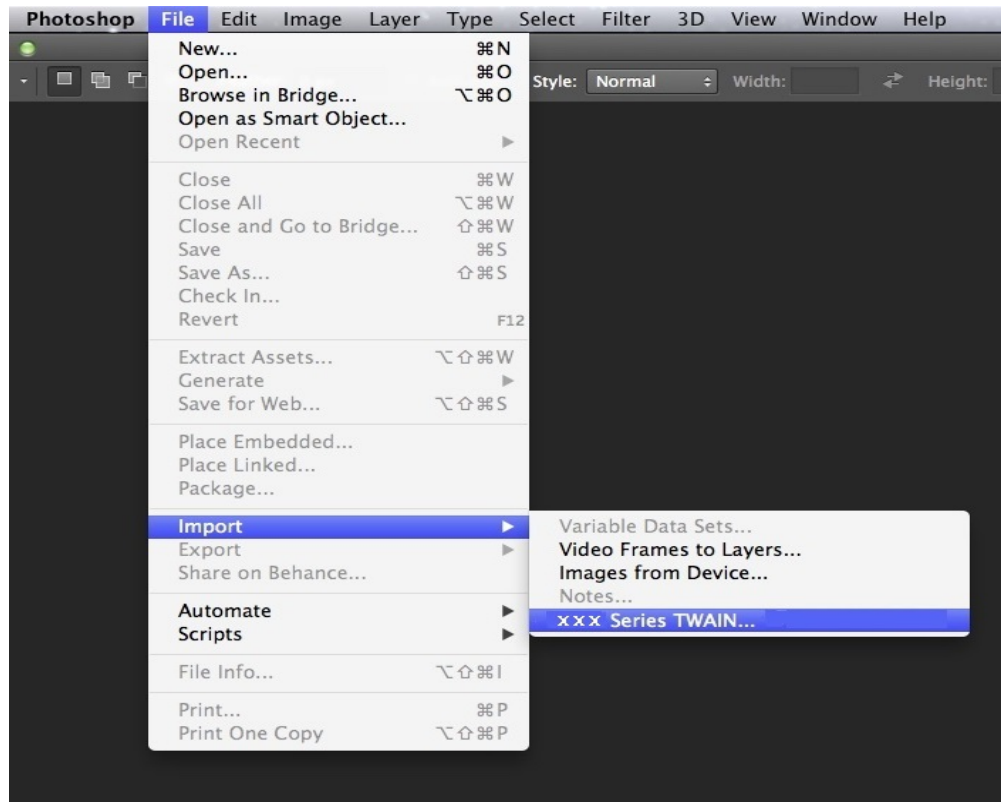 Photoshop File Edit Image Layer Type Select Filter 3D View Window Help
Style: Normal Width: Height:
New... ⌘N
Open... ⌘O
Browse in Bridge... ⌥⌘O
Open as Smart Object...
Open Recent
Close ⌘W
Close All ⌥⌘W
Close and Go to Bridge... ⇧⌘W
Save ⌘S
Save As... ⇧⌘S
Check In...
Revert F12
Extract Assets... ⌥⇧⌘W
Generate
Save for Web... ⌥⇧⌘S
Place Embedded...
Place Linked...
Package...
Import
Export
Share on Behance...
Automate
Scripts
File Info... ⌥⇧⌘I
Print... ⌘P
Print One Copy ⌥⇧⌘P
Variable Data Sets...
Video Frames to Layers...
Images from Device...
Notes...
xxx Series TWAIN...